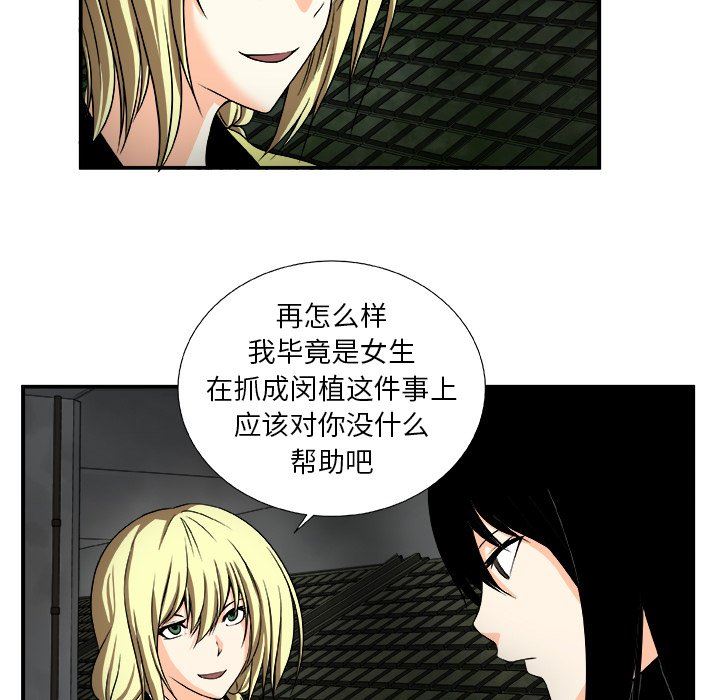 再怎么样
我毕竟是女生
在抓成闵植这件事上
应该对你没什么
帮助吧